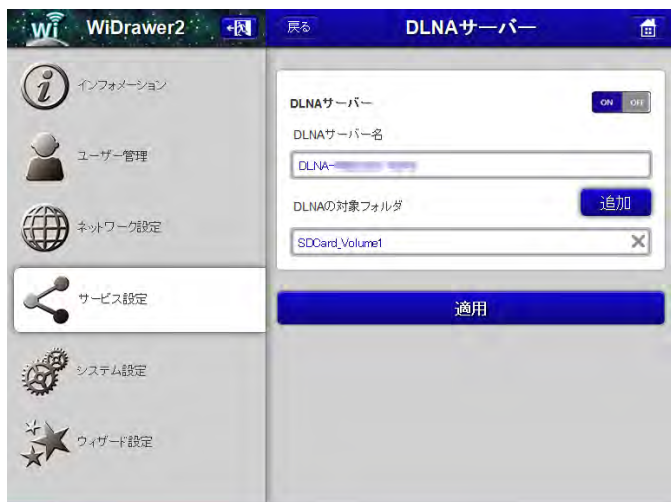 Wi WiDrawer2
戻る DLNAサーバー
インフォメーション
ユーザー管理
ネットワーク設定
サービス設定
システム設定
ウィザード設定
DLNAサーバー ON OFF
DLNAサーバー名
DLNA-
DLNAの対象フォルダ 追加
SDCard_Volume1
適用